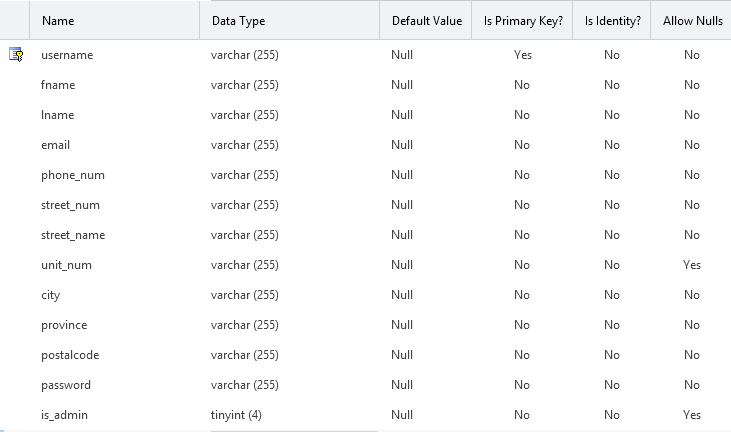 Name Data Type Default Value Is Primary Key? Is Identity? Allow Nulls
username varchar (255) Null Yes No No
fname varchar (255) Null No No No
lname varchar (255) Null No No No
email varchar (255) Null No No No
phone_num varchar (255) Null No No No
street_num varchar (255) Null No No No
street_name varchar (255) Null No No No
unit_num varchar (255) Null No No Yes
city varchar (255) Null No No No
province varchar (255) Null No No No
postalcode varchar (255) Null No No No
password varchar (255) Null No No No
is_admin tinyint (4) Null No No Yes